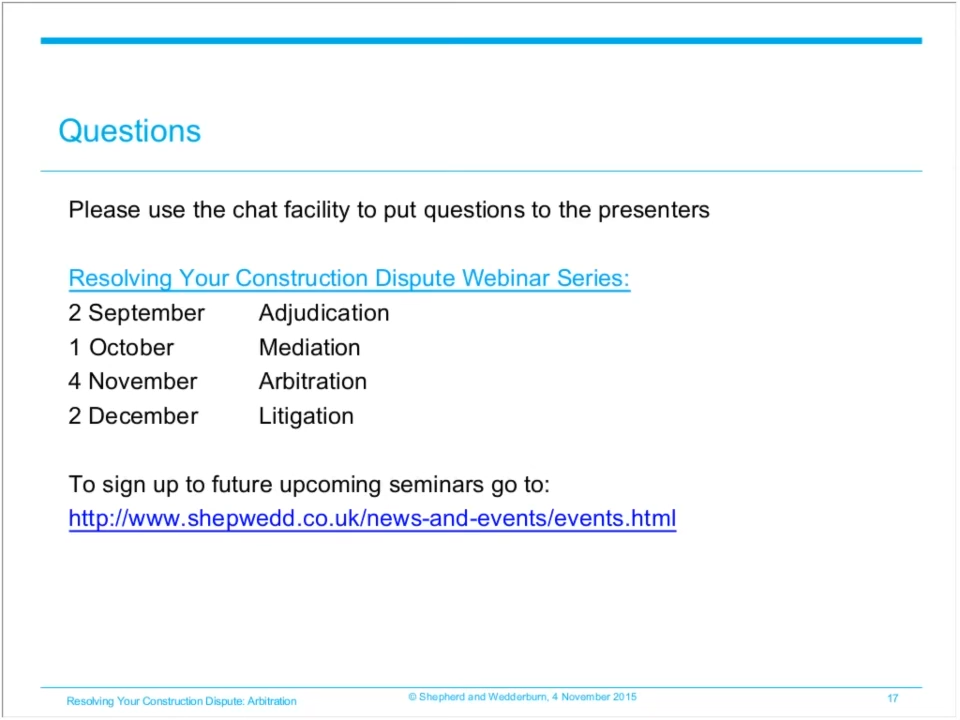 Questions
Please use the chat facility to put questions to the presenters
Resolving Your Construction Dispute Webinar Series:
2 September Adjudication
1 October Mediation
4 November Arbitration
2 December Litigation
To sign up to future upcoming seminars go to:
http://www.shepwedd.co.uk/news-and-events/events.html
Resolving Your Construction Dispute: Arbitration © Shepherd and Wedderburn, 4 November 2015 17